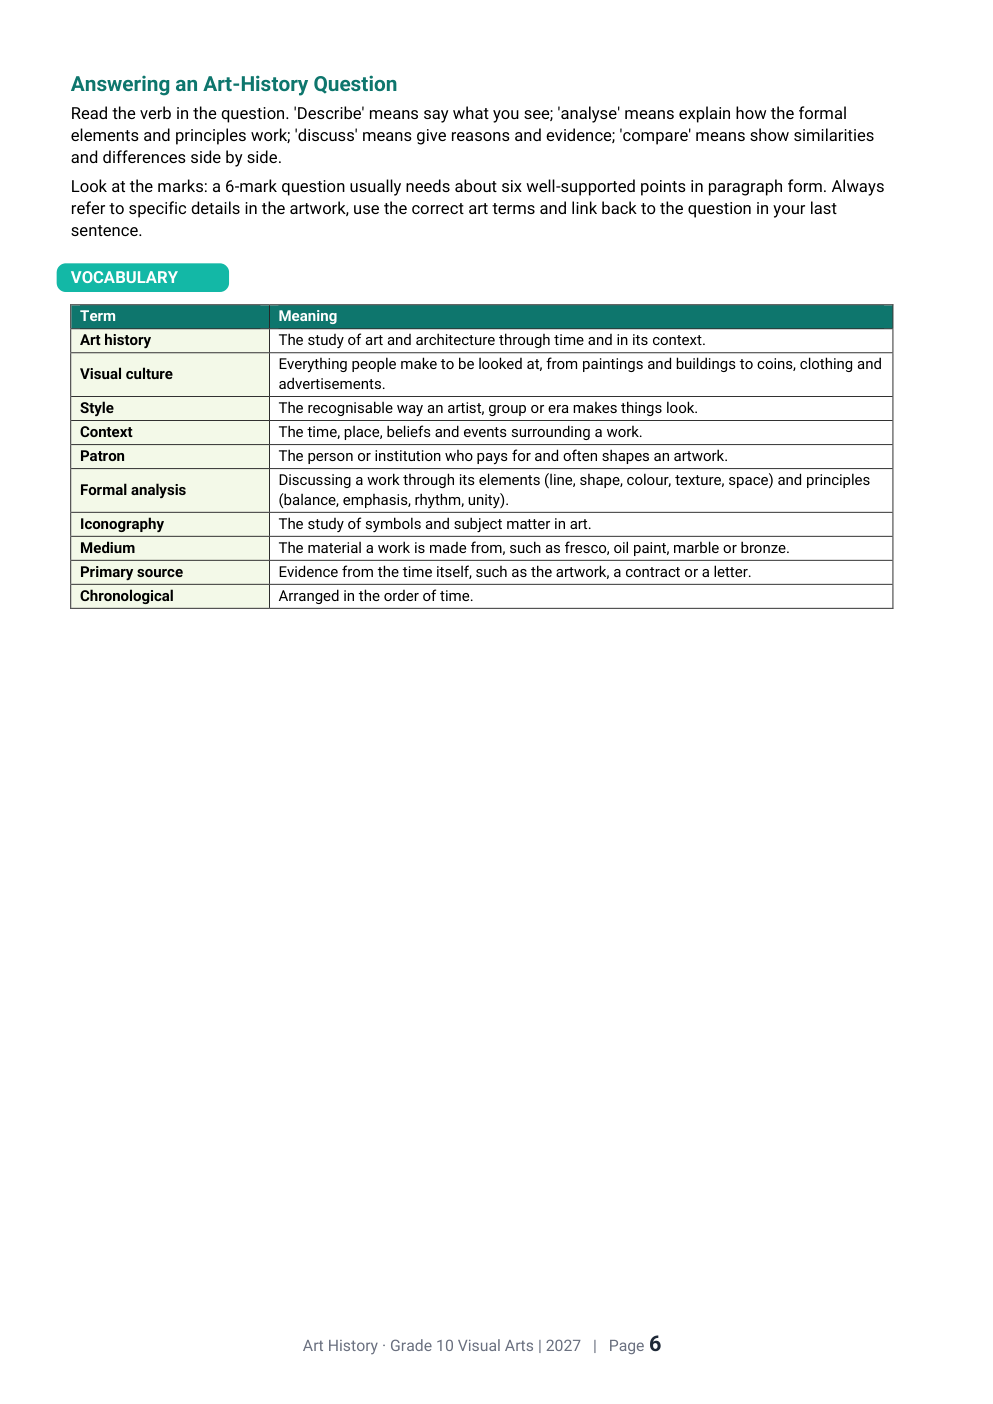 Answering an Art-History Question
Read the verb in the question. 'Describe' means say what you see; 'analyse' means explain how the formal
elements and principles work; 'discuss' means give reasons and evidence; 'compare' means show similarities
and differences side by side.
Look at the marks: a 6-mark question usually needs about six well-supported points in paragraph form. Always
refer to specific details in the artwork, use the correct art terms and link back to the question in your last
sentence.
VOCABULARY
Term Meaning
Art history The study of art and architecture through time and in its context.
Visual culture Everything people make to be looked at, from paintings and buildings to coins, clothing and
advertisements.
Style The recognisable way an artist, group or era makes things look.
Context The time, place, beliefs and events surrounding a work.
Patron The person or institution who pays for and often shapes an artwork.
Formal analysis Discussing a work through its elements (line, shape, colour, texture, space) and principles
(balance, emphasis, rhythm, unity).
Iconography The study of symbols and subject matter in art.
Medium The material a work is made from, such as fresco, oil paint, marble or bronze.
Primary source Evidence from the time itself, such as the artwork, a contract or a letter.
Chronological Arranged in the order of time.
Art History · Grade 10 Visual Arts | 2027 | Page 6